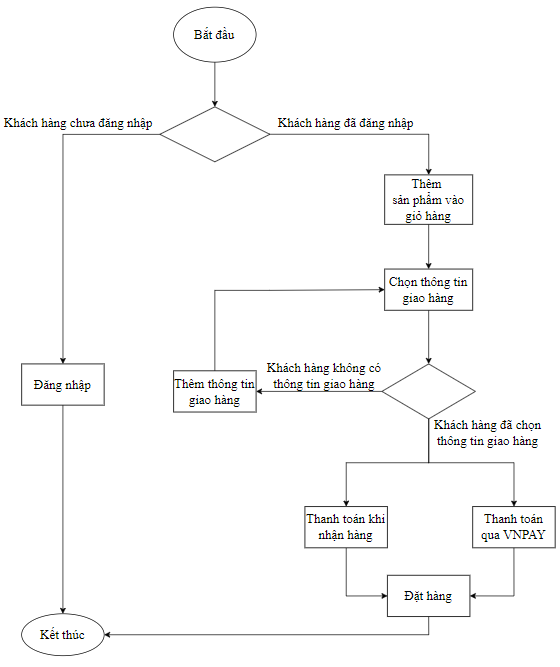 Bắt đầu
Khách hàng chưa đăng nhập
Khách hàng đã đăng nhập
Thêm
sản phẩm vào
giỏ hàng
Chọn thông tin
giao hàng
Khách hàng không có
thông tin giao hàng
Đăng nhập
Thêm thông tin
giao hàng
Khách hàng đã chọn
thông tin giao hàng
Thanh toán khi
nhận hàng
Thanh toán
qua VNPAY
Đặt hàng
Kết thúc